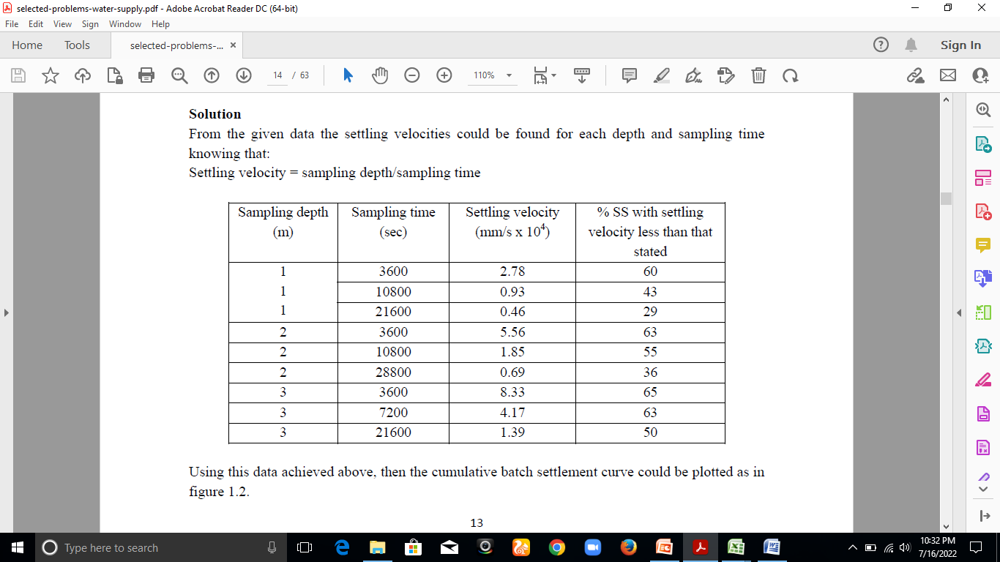 selected-problems-water-supply.pdf - Adobe Acrobat Reader DC (64-bit)
File Edit View Sign Window Help
Home Tools selected-problems-... × Sign In
14 / 63 110%
Solution
From the given data the settling velocities could be found for each depth and sampling time
knowing that:
Settling velocity = sampling depth/sampling time
Sampling depth Sampling time Settling velocity % SS with settling
(m) (sec) (mm/s x 10⁴) velocity less than that
stated
1 3600 2.78 60
1 10800 0.93 43
1 21600 0.46 29
2 3600 5.56 63
2 10800 1.85 55
2 28800 0.69 36
3 3600 8.33 65
3 7200 4.17 63
3 21600 1.39 50
Using this data achieved above, then the cumulative batch settlement curve could be plotted as in
figure 1.2.
13
Type here to search
10:32 PM
7/16/2022